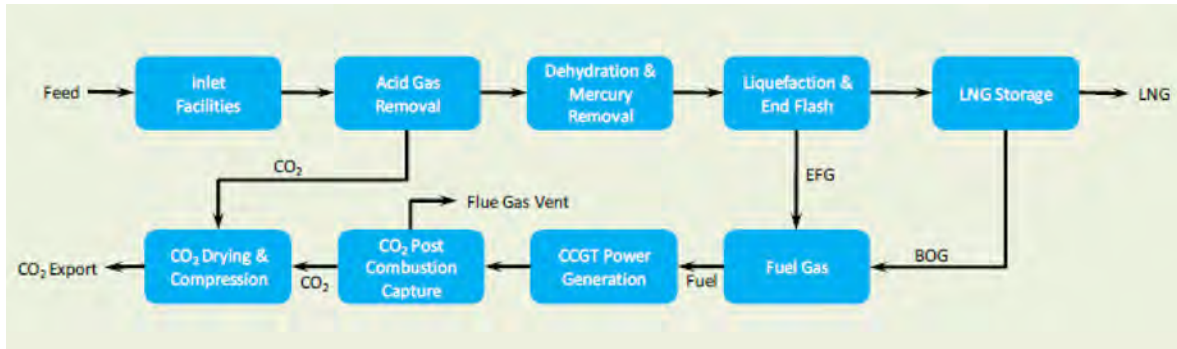 Feed
Inlet
Facilities
Acid Gas
Removal
Dehydration &
Mercury
Removal
Liquefaction &
End Flash
LNG Storage
LNG
CO₂
EFG
BOG
Flue Gas Vent
CO₂ Export
CO₂ Drying &
Compression
CO₂
CO₂ Post
Combustion
Capture
CCGT Power
Generation
Fuel
Fuel Gas